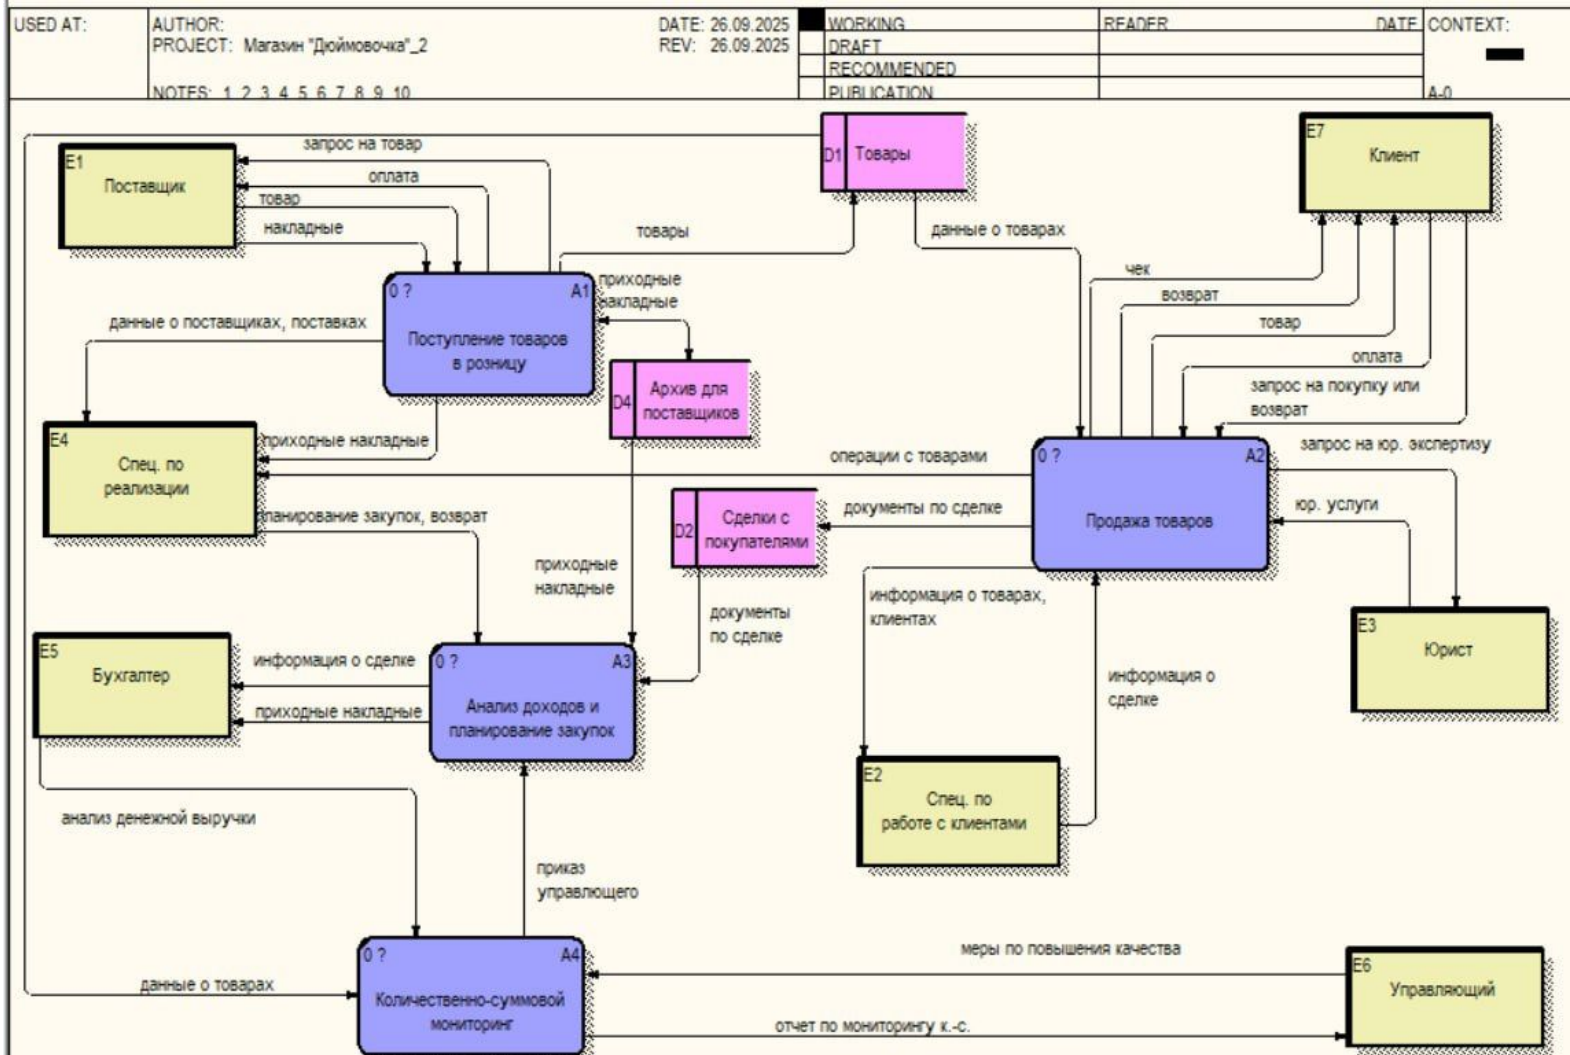 USED AT:
AUTHOR:
DATE: 26.09.2025
WORKING
READER
DATE
CONTEXT:
PROJECT: Магазин "Дюймовочка"_2
REV: 26.09.2025
DRAFT
RECOMMENDED
NOTES: 1 2 3 4 5 6 7 8 9 10
PUBLICATION
A-0
E1
Поставщик
запрос на товар
оплата
товар
накладные
D1
Товары
E7
Клиент
товары
данные о товарах
0 ?
A1
Поступление товаров
в розницу
приходные
накладные
чек
возврат
товар
оплата
запрос на покупку или
возврат
данные о поставщиках, поставках
D4
Архив для
поставщиков
E4
Спец. по
реализации
приходные накладные
операции с товарами
0 ?
A2
Продажа товаров
запрос на юр. экспертизу
юр. услуги
ланирование закупок, возврат
D2
Сделки с
покупателями
документы по сделке
приходные
накладные
документы
по сделке
информация о товарах,
клиентах
E3
Юрист
E5
Бухгалтер
информация о сделке
приходные накладные
0 ?
A3
Анализ доходов и
планирование закупок
информация о
сделке
E2
Спец. по
работе с клиентами
анализ денежной выручки
приказ
управлющего
меры по повышения качества
0 ?
A4
Количественно-суммовой
мониторинг
данные о товарах
E6
Управляющий
отчет по мониторингу к.-с.